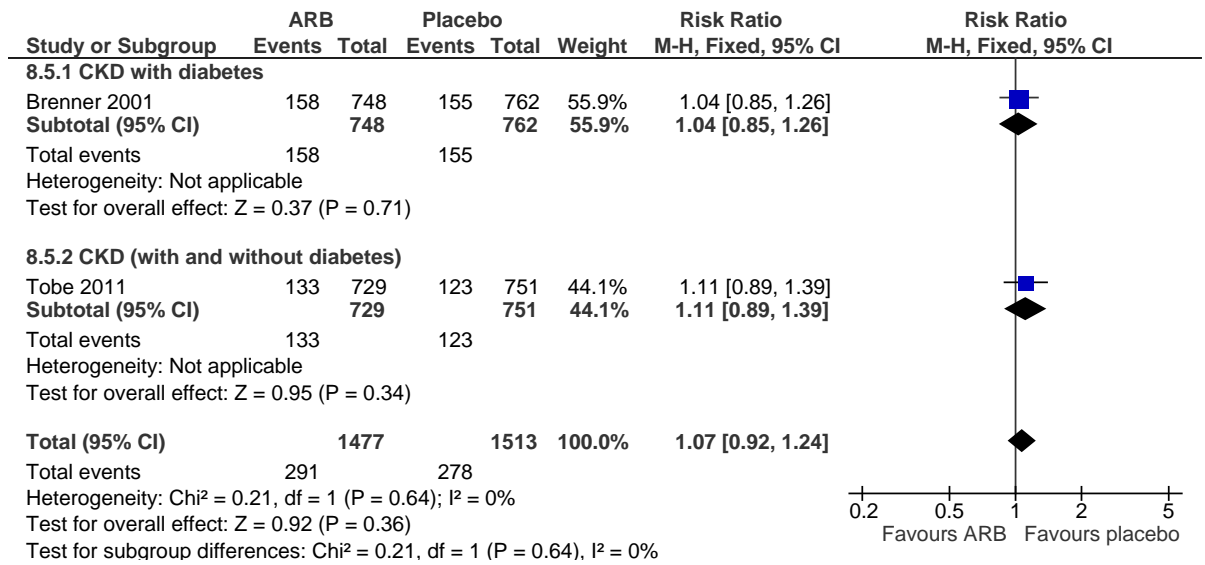 ARB Placebo Risk Ratio Risk Ratio
Study or Subgroup Events Total Events Total Weight M-H, Fixed, 95% CI M-H, Fixed, 95% CI
8.5.1 CKD with diabetes
Brenner 2001 158 748 155 762 55.9% 1.04 [0.85, 1.26]
Subtotal (95% CI) 748 762 55.9% 1.04 [0.85, 1.26]
Total events 158 155
Heterogeneity: Not applicable
Test for overall effect: Z = 0.37 (P = 0.71)
8.5.2 CKD (with and without diabetes)
Tobe 2011 133 729 123 751 44.1% 1.11 [0.89, 1.39]
Subtotal (95% CI) 729 751 44.1% 1.11 [0.89, 1.39]
Total events 133 123
Heterogeneity: Not applicable
Test for overall effect: Z = 0.95 (P = 0.34)
Total (95% CI) 1477 1513 100.0% 1.07 [0.92, 1.24]
Total events 291 278
Heterogeneity: Chi² = 0.21, df = 1 (P = 0.64); I² = 0%
Test for overall effect: Z = 0.92 (P = 0.36)
Test for subgroup differences: Chi² = 0.21, df = 1 (P = 0.64), I² = 0%
0.2 0.5 1 2 5
Favours ARB Favours placebo